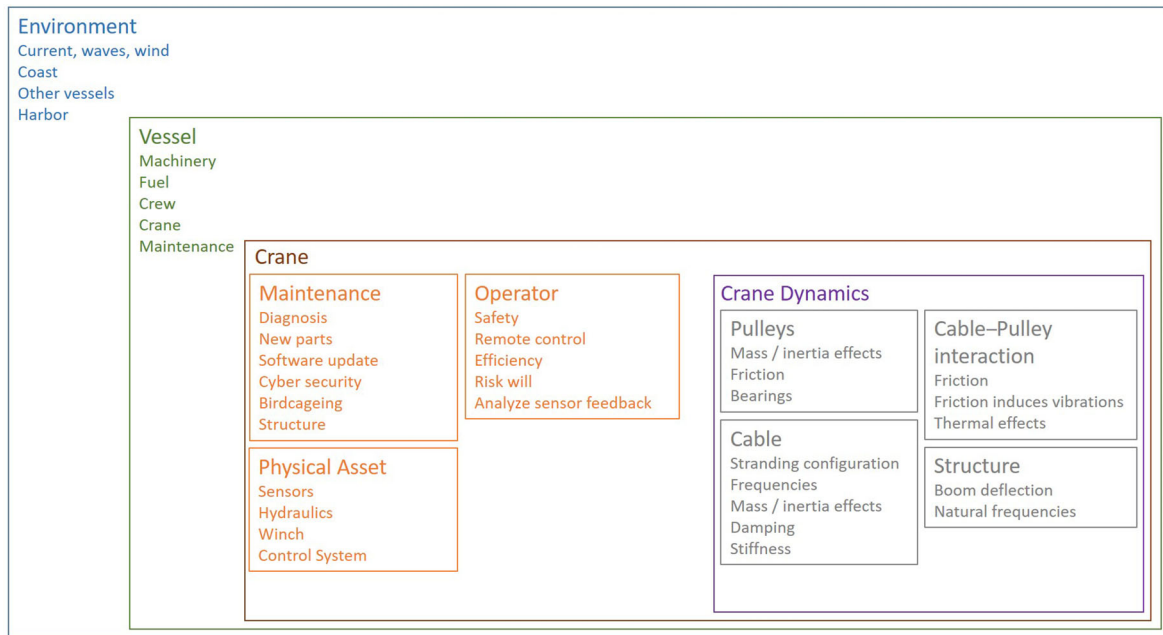 Environment
Current, waves, wind
Coast
Other vessels
Harbor
Vessel
Machinery
Fuel
Crew
Crane
Maintenance
Crane
Maintenance
Diagnosis
New parts
Software update
Cyber security
Birdcageing
Structure
Operator
Safety
Remote control
Efficiency
Risk will
Analyze sensor feedback
Physical Asset
Sensors
Hydraulics
Winch
Control System
Crane Dynamics
Pulleys
Mass / inertia effects
Friction
Bearings
Cable–Pulley
interaction
Friction
Friction induces vibrations
Thermal effects
Cable
Stranding configuration
Frequencies
Mass / inertia effects
Damping
Stiffness
Structure
Boom deflection
Natural frequencies